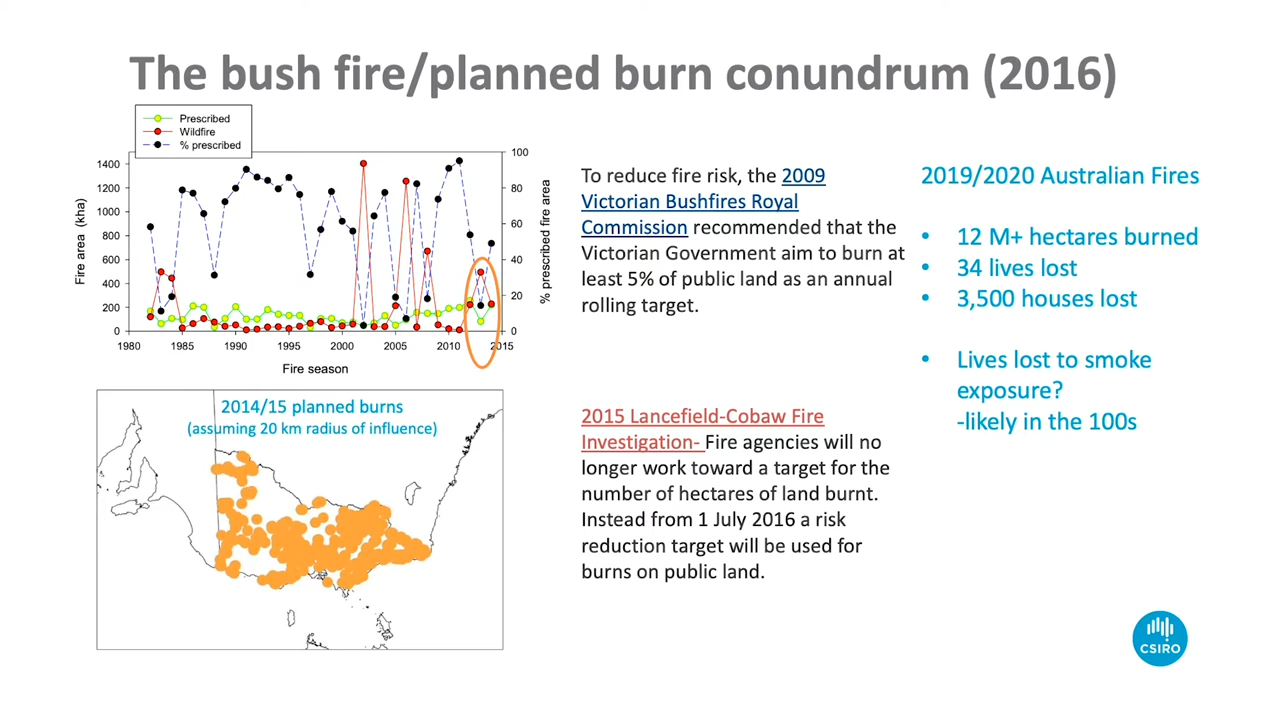 The bush fire/planned burn conundrum (2016)
Prescribed
Wildfire
% prescribed
1400
1200
1000
800
600
400
200
0
Fire area (kha)
100
80
60
40
20
0
% prescribed fire area
1980
1985
1990
1995
2000
2005
2010
2015
Fire season
2014/15 planned burns
(assuming 20 km radius of influence)
To reduce fire risk, the 2009
Victorian Bushfires Royal
Commission recommended that the
Victorian Government aim to burn at
least 5% of public land as an annual
rolling target.
2015 Lancefield-Cobaw Fire
Investigation- Fire agencies will no
longer work toward a target for the
number of hectares of land burnt.
Instead from 1 July 2016 a risk
reduction target will be used for
burns on public land.
2019/2020 Australian Fires
• 12 M+ hectares burned
• 34 lives lost
• 3,500 houses lost
• Lives lost to smoke
exposure?
-likely in the 100s
CSIRO